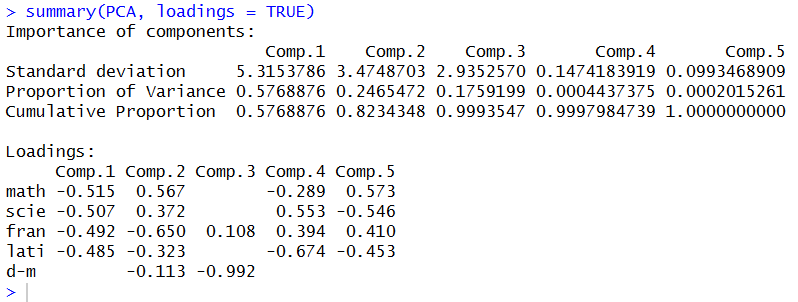 > summary(PCA, loadings = TRUE)
Importance of components:
                          Comp.1    Comp.2    Comp.3       Comp.4       Comp.5
Standard deviation     5.3153786 3.4748703 2.9352570 0.1474183919 0.0993468909
Proportion of Variance 0.5768876 0.2465472 0.1759199 0.0004437375 0.0002015261
Cumulative Proportion  0.5768876 0.8234348 0.9993547 0.9997984739 1.0000000000
Loadings:
     Comp.1 Comp.2 Comp.3 Comp.4 Comp.5
math -0.515  0.567        -0.289  0.573
scie -0.507  0.372         0.553 -0.546
fran -0.492 -0.650  0.108  0.394  0.410
lati -0.485 -0.323        -0.674 -0.453
d-m         -0.113 -0.992
>